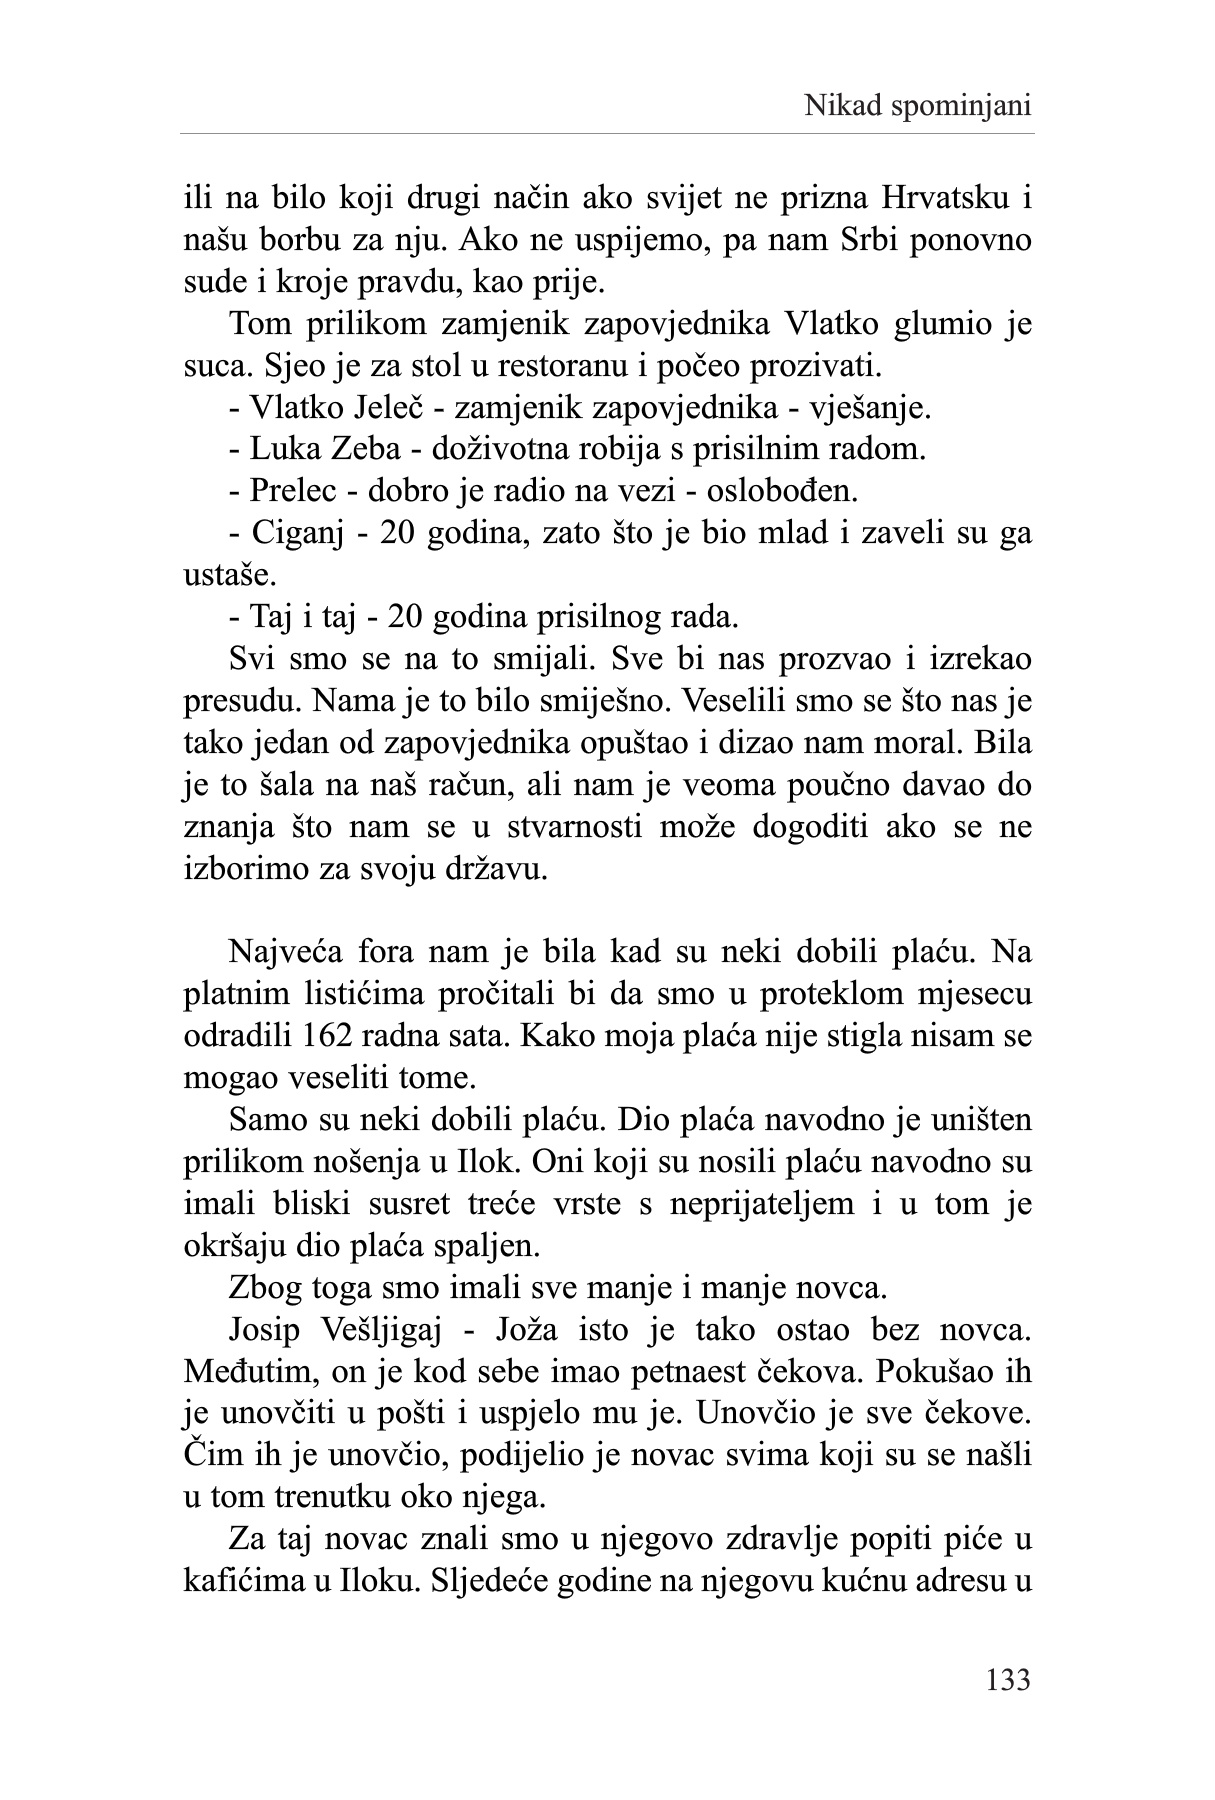 Nikad spominjani
ili na bilo koji drugi način ako svijet ne prizna Hrvatsku i
našu borbu za nju. Ako ne uspijemo, pa nam Srbi ponovno
sude i kroje pravdu, kao prije.
Tom prilikom zamjenik zapovjednika Vlatko glumio je
suca. Sjeo je za stol u restoranu i počeo prozivati.
- Vlatko Jeleč - zamjenik zapovjednika - vješanje.
- Luka Zeba - doživotna robija s prisilnim radom.
- Prelec - dobro je radio na vezi - oslobođen.
- Ciganj - 20 godina, zato što je bio mlad i zaveli su ga
ustaše.
- Taj i taj - 20 godina prisilnog rada.
Svi smo se na to smijali. Sve bi nas prozvao i izrekao
presudu. Nama je to bilo smiješno. Veselili smo se što nas je
tako jedan od zapovjednika opuštao i dizao nam moral. Bila
je to šala na naš račun, ali nam je veoma poučno davao do
znanja što nam se u stvarnosti može dogoditi ako se ne
izborimo za svoju državu.
Najveća fora nam je bila kad su neki dobili plaću. Na
platnim listićima pročitali bi da smo u proteklom mjesecu
odradili 162 radna sata. Kako moja plaća nije stigla nisam se
mogao veseliti tome.
Samo su neki dobili plaću. Dio plaća navodno je uništen
prilikom nošenja u Ilok. Oni koji su nosili plaću navodno su
imali bliski susret treće vrste s neprijateljem i u tom je
okršaju dio plaća spaljen.
Zbog toga smo imali sve manje i manje novca.
Josip Vešljigaj - Joža isto je tako ostao bez novca.
Međutim, on je kod sebe imao petnaest čekova. Pokušao ih
je unovčiti u pošti i uspjelo mu je. Unovčio je sve čekove.
Čim ih je unovčio, podijelio je novac svima koji su se našli
u tom trenutku oko njega.
Za taj novac znali smo u njegovo zdravlje popiti piće u
kafićima u Iloku. Sljedeće godine na njegovu kućnu adresu u
133